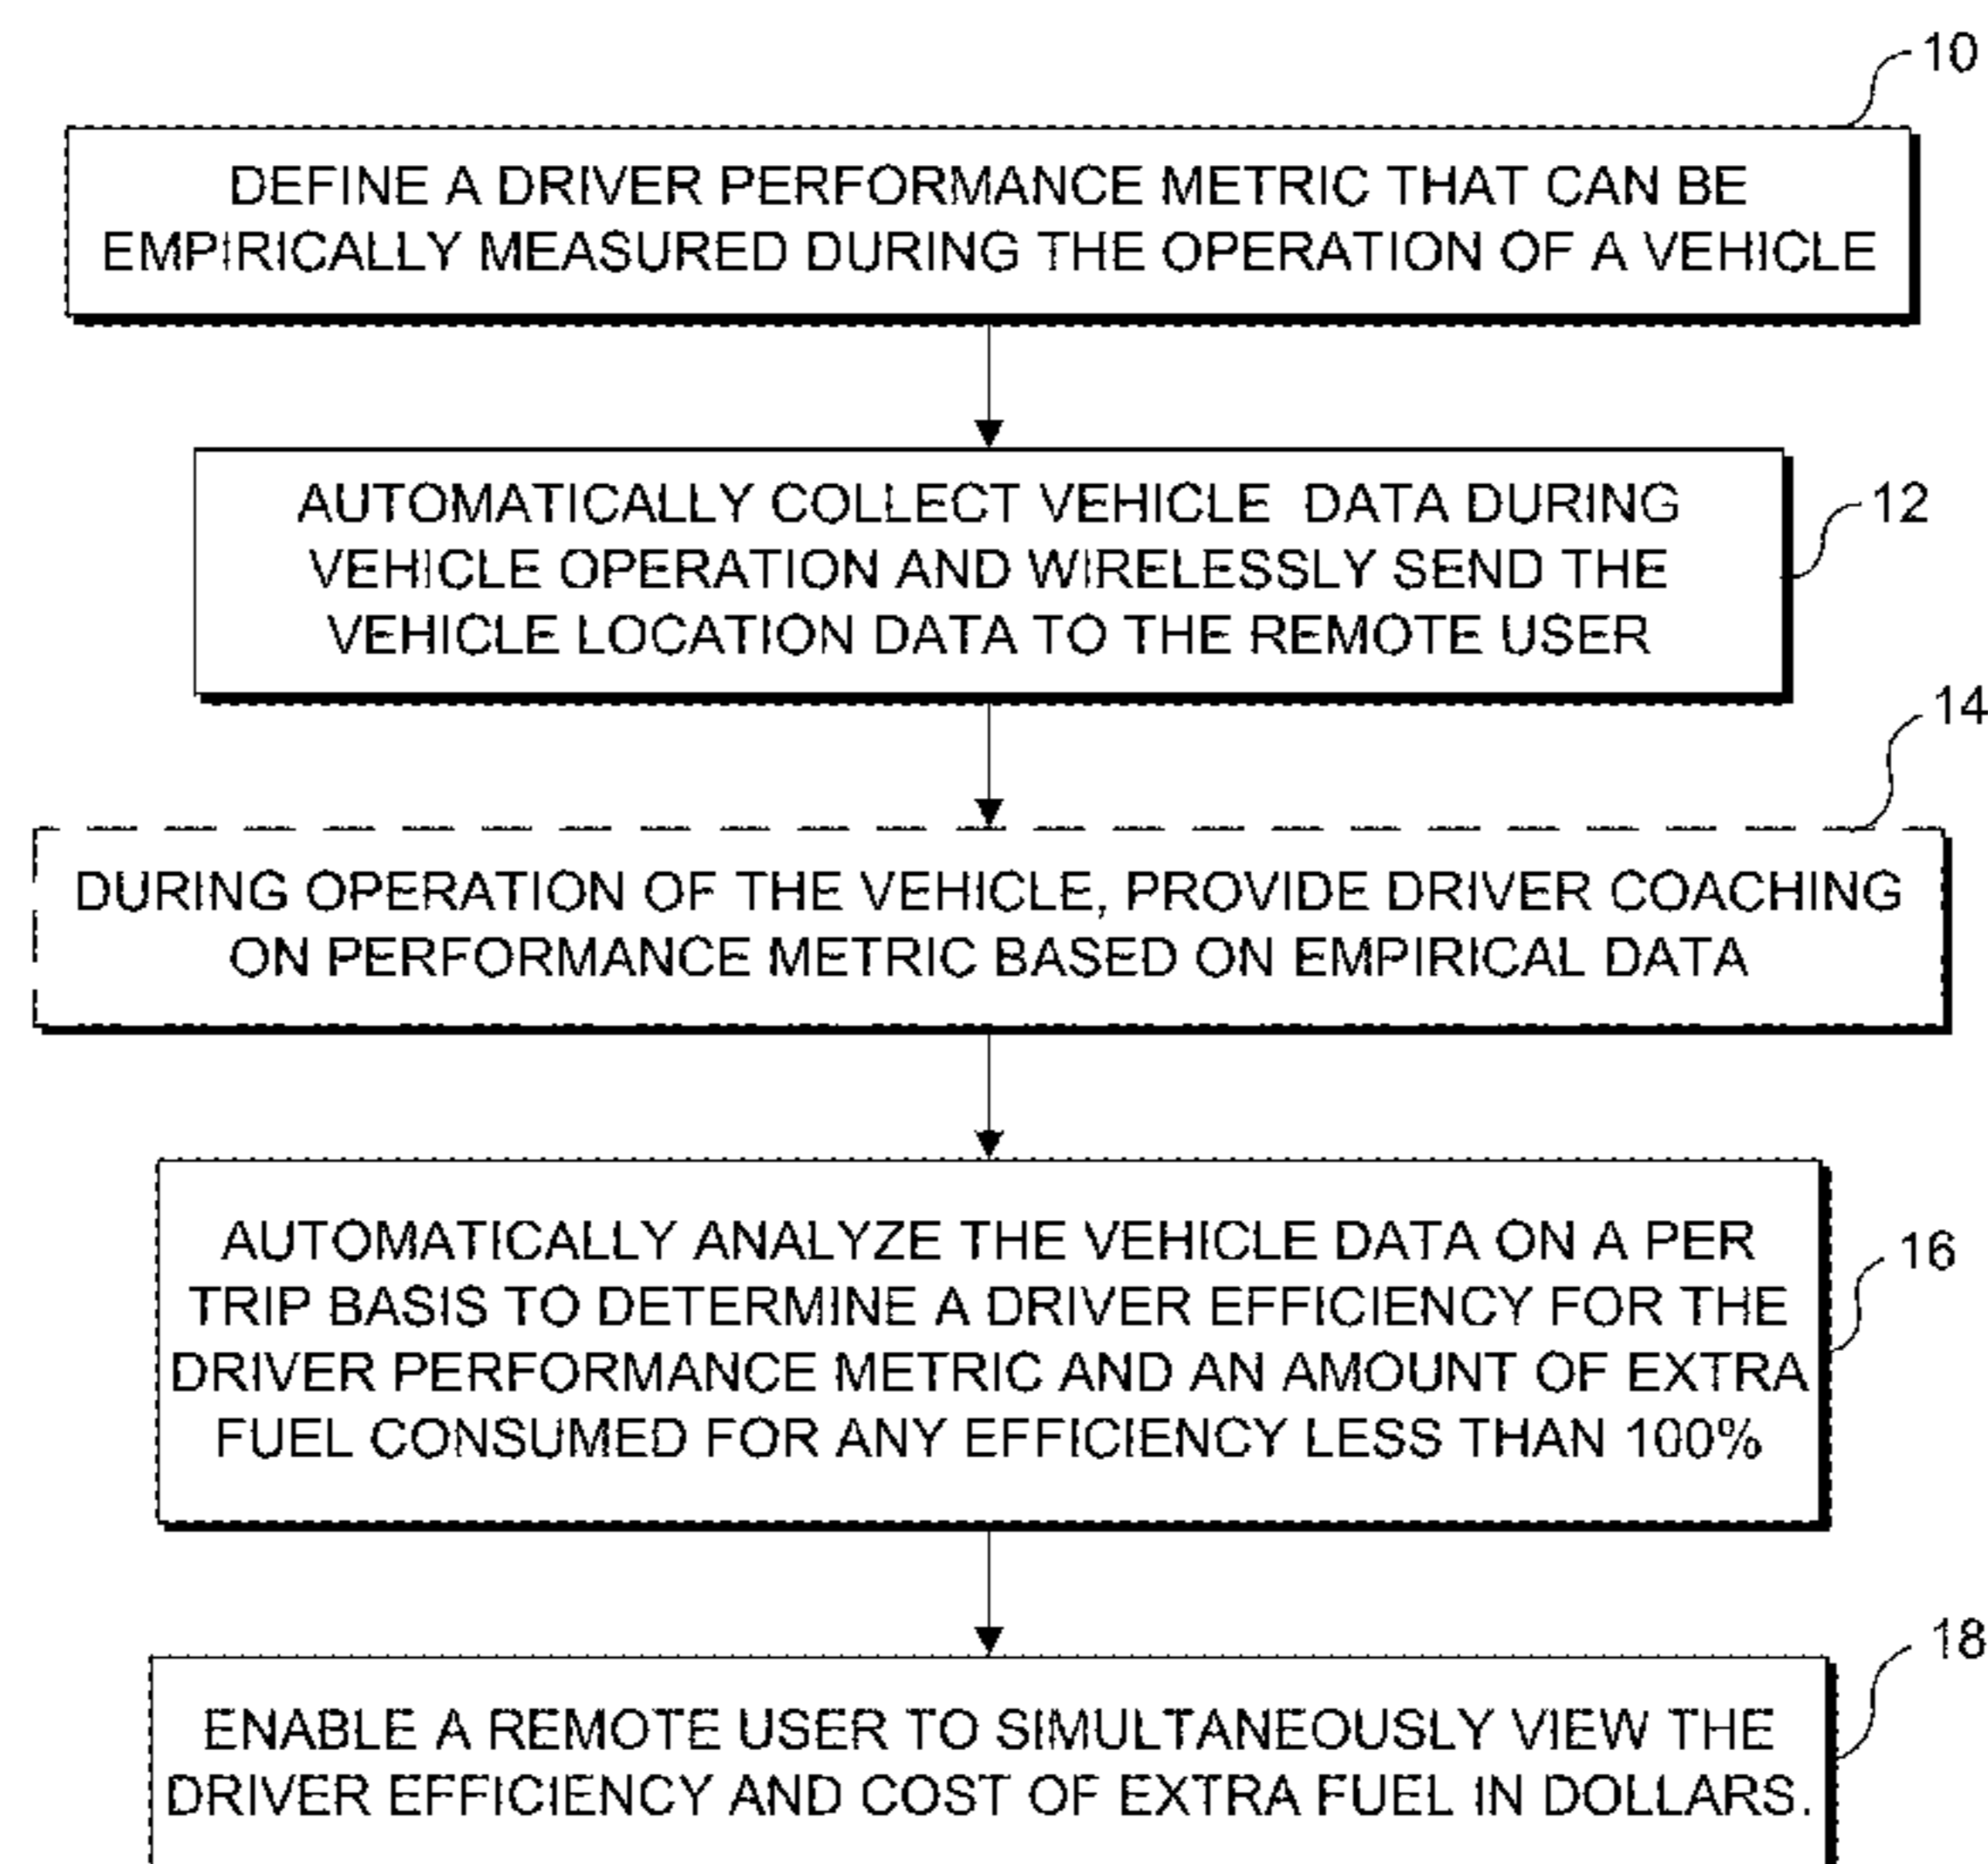 10
DEFINE A DRIVER PERFORMANCE METRIC THAT CAN BE
EMPIRICALLY MEASURED DURING THE OPERATION OF A VEHICLE
AUTOMATICALLY COLLECT VEHICLE DATA DURING
VEHICLE OPERATION AND WIRELESSLY SEND THE
VEHICLE LOCATION DATA TO THE REMOTE USER
12
14
DURING OPERATION OF THE VEHICLE, PROVIDE DRIVER COACHING
ON PERFORMANCE METRIC BASED ON EMPIRICAL DATA
AUTOMATICALLY ANALYZE THE VEHICLE DATA ON A PER
TRIP BASIS TO DETERMINE A DRIVER EFFICIENCY FOR THE
DRIVER PERFORMANCE METRIC AND AN AMOUNT OF EXTRA
FUEL CONSUMED FOR ANY EFFICIENCY LESS THAN 100%
16
18
ENABLE A REMOTE USER TO SIMULTANEOUSLY VIEW THE
DRIVER EFFICIENCY AND COST OF EXTRA FUEL IN DOLLARS.